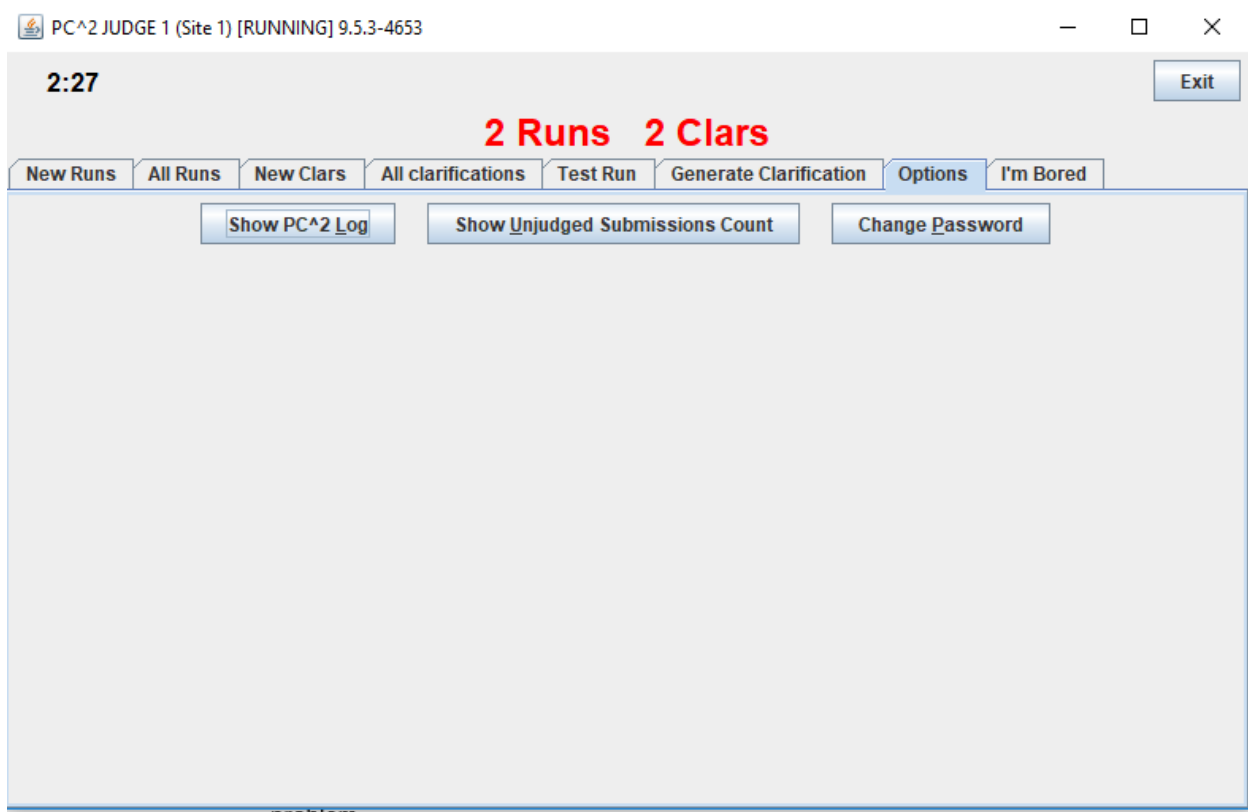 PC^2 JUDGE 1 (Site 1) [RUNNING] 9.5.3-4653
2:27
Exit
2 Runs 2 Clars
New Runs All Runs New Clars All clarifications Test Run Generate Clarification Options I'm Bored
Show PC^2 Log Show Unjudged Submissions Count Change Password